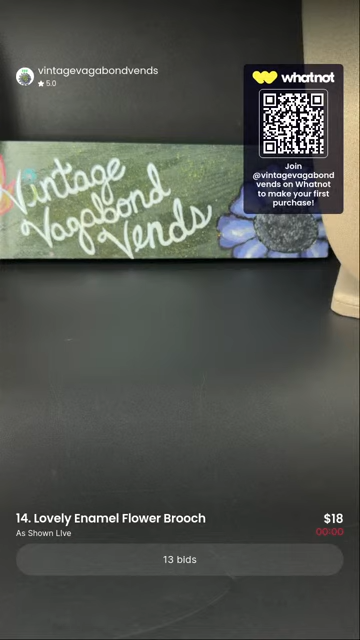 vintagevagabondvends
★ 5.0
whatnot
Join
@vintagevagabond
vends on Whatnot
to make your first
purchase!
Vintage
Vagabond
Vends
14. Lovely Enamel Flower Brooch
$18
As Shown LIve
00:00
13 bids